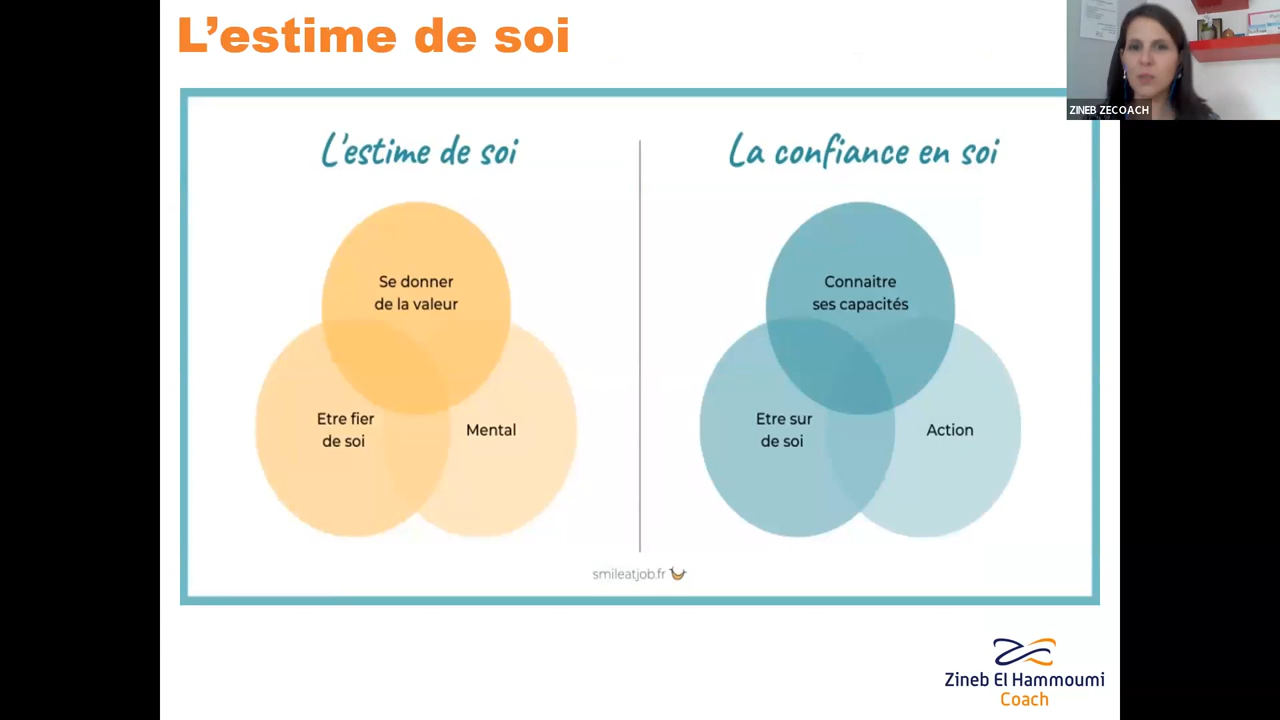 L’estime de soi
ZINEB ZECOACH
L'estime de soi
Se donner
de la valeur
Etre fier
de soi
Mental
La confiance en soi
Connaitre
ses capacités
Etre sur
de soi
Action
smileatjob.fr
Zineb El Hammoumi
Coach